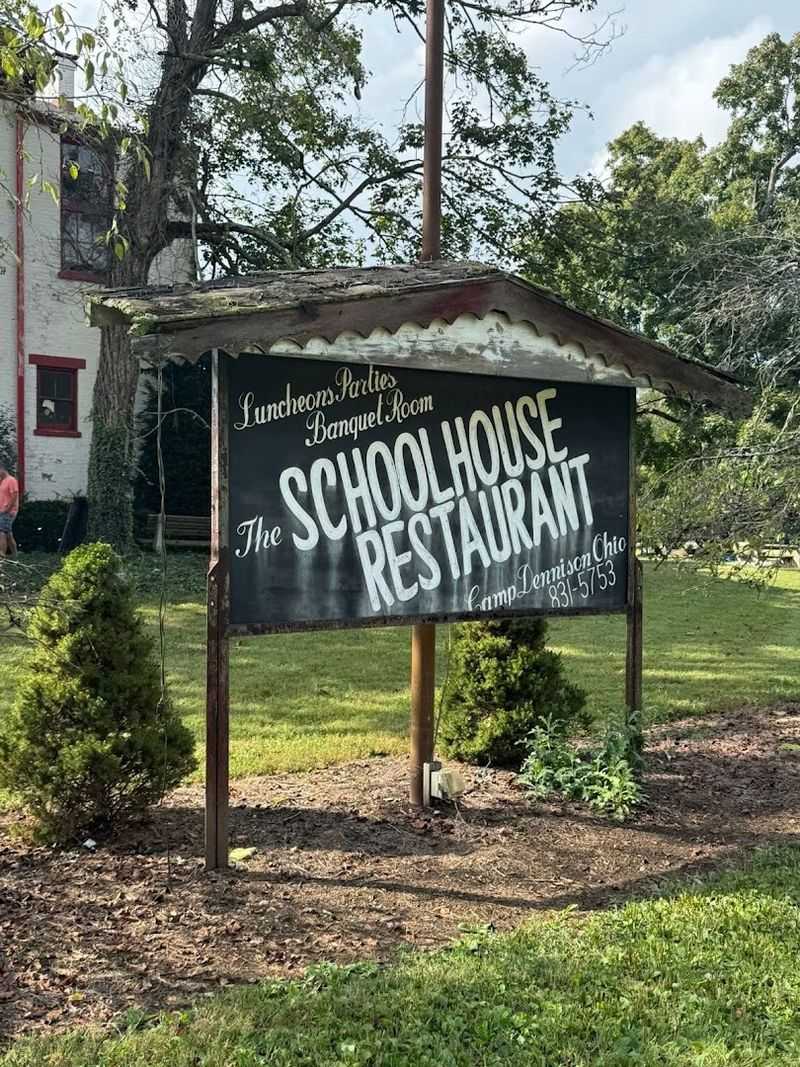 Luncheons Parties
Banquet Room
The SCHOOLHOUSE
RESTAURANT
Camp Dennison Ohio
831-5753